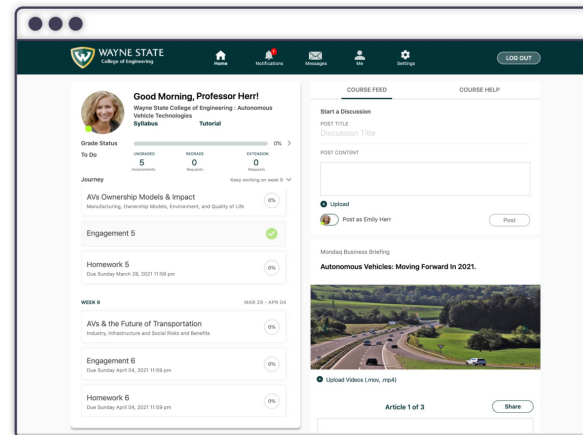 WAYNE STATE
College of Engineering
Home
Notifications
Messages
Me
Settings
LOG OUT
Good Morning, Professor Herr!
Wayne State College of Engineering : Autonomous
Vehicle Technologies
Syllabus Tutorial
Grade Status 0%
To Do
UNGRADED REGRADE EXTENSION
5 0 0
Assessments Requests Requests
Journey Keep working on week 9
AVs Ownership Models & Impact
Manufacturing, Ownership Models, Environment, and Quality of Life
0%
Engagement 5
Homework 5
Due Sunday March 28, 2021 11:59 pm
0%
WEEK 9 MAR 29 - APR 04
AVs & the Future of Transportation
Industry, Infrastructure and Social Risks and Benefits
0%
Engagement 6
Due Sunday April 04, 2021 11:59 pm
0%
Homework 6
Due Sunday April 04, 2021 11:59 pm
0%
COURSE FEED COURSE HELP
Start a Discussion
POST TITLE
Discussion Title
POST CONTENT
Upload
Post as Emily Herr Post
Mondaq Business Briefing
Autonomous Vehicles: Moving Forward In 2021.
Upload Videos (.mov, .mp4)
Article 1 of 3 Share